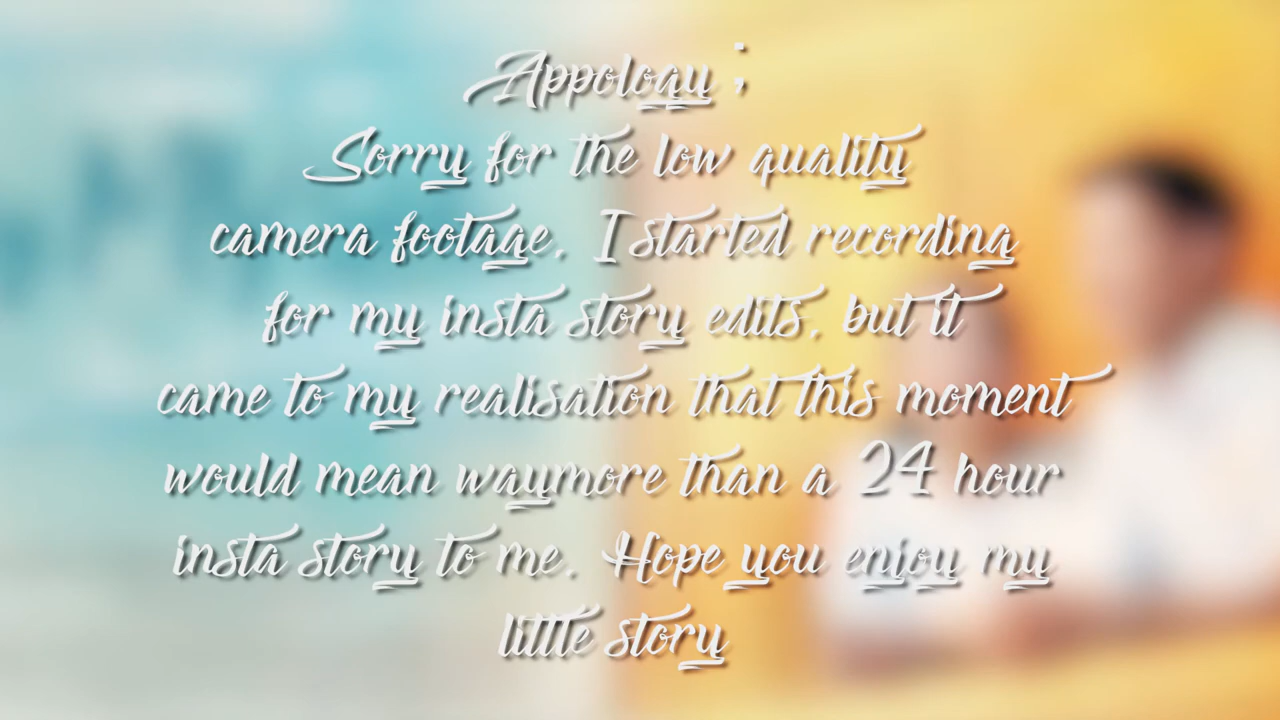 Appology ;
Sorry for the low quality
camera footage. I started recording
for my insta story edits, but it
came to my realisation that this moment
would mean waymore than a 24 hour
insta story to me. Hope you enjoy my
little story